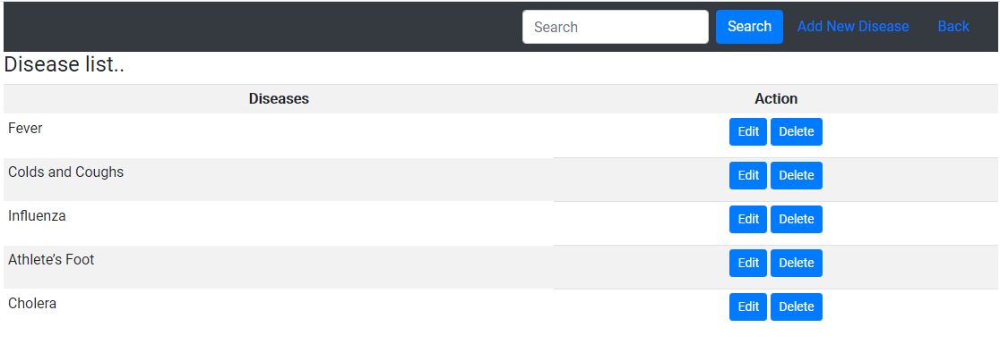 Search Search Add New Disease Back
Disease list..
Diseases Action
Fever Edit Delete
Colds and Coughs Edit Delete
Influenza Edit Delete
Athlete’s Foot Edit Delete
Cholera Edit Delete